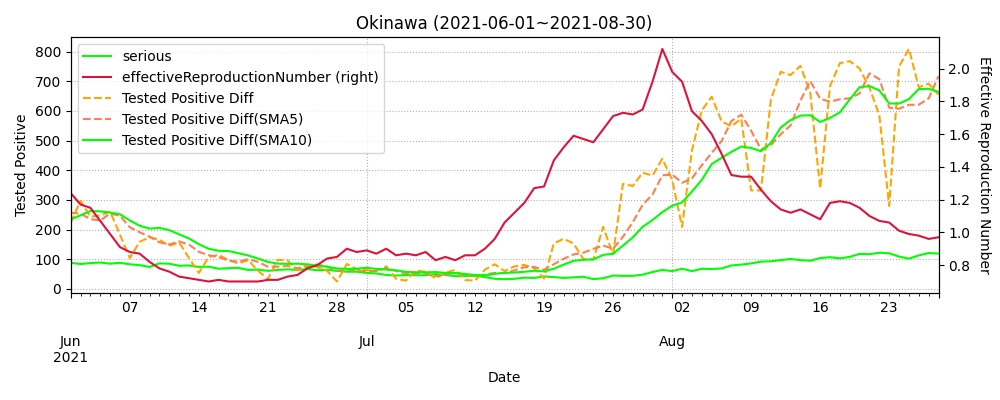 Okinawa (2021-06-01~2021-08-30)
serious
effectiveReproductionNumber (right)
Tested Positive Diff
Tested Positive Diff(SMA5)
Tested Positive Diff(SMA10)
Tested Positive
800
700
600
500
400
300
200
100
0
2.0
1.8
1.6
1.4
1.2
1.0
0.8
Effective Reproduction Number
07 14 21 28 05 12 19 26 02 09 16 23
Jun Jul Aug
2021
Date